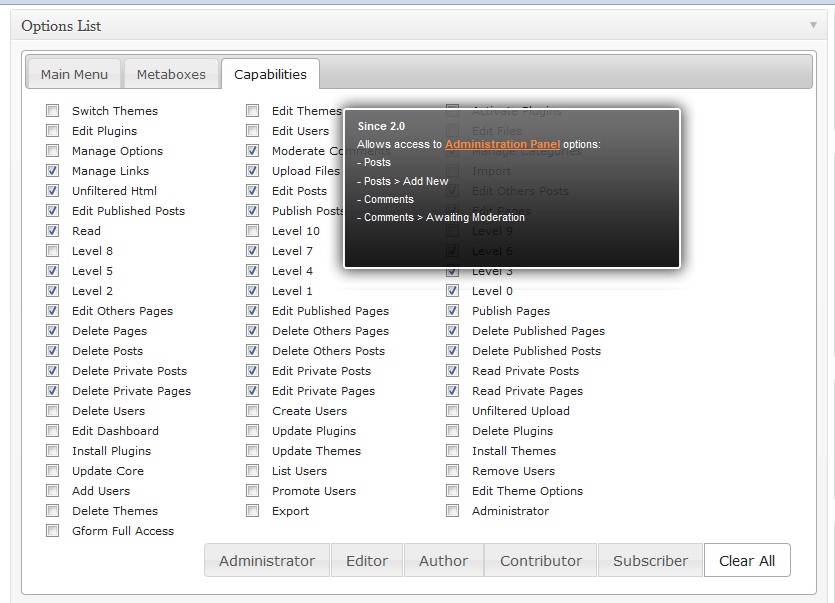 Options List
Main Menu Metaboxes Capabilities
Switch Themes Edit Themes Activate Plugins
Edit Plugins Edit Users Edit Files
Manage Options Moderate Comments Manage Categories
Manage Links Upload Files Import
Unfiltered Html Edit Posts Edit Others Posts
Edit Published Posts Publish Posts Edit Pages
Read Level 10 Level 9
Level 8 Level 7 Level 6
Since 2.0
Allows access to Administration Panel options:
- Posts
- Posts > Add New
- Comments
- Comments > Awaiting Moderation
Level 5 Level 4 Level 3
Level 2 Level 1 Level 0
Edit Others Pages Edit Published Pages Publish Pages
Delete Pages Delete Others Pages Delete Published Pages
Delete Posts Delete Others Posts Delete Published Posts
Delete Private Posts Edit Private Posts Read Private Posts
Delete Private Pages Edit Private Pages Read Private Pages
Delete Users Create Users Unfiltered Upload
Edit Dashboard Update Plugins Delete Plugins
Install Plugins Update Themes Install Themes
Update Core List Users Remove Users
Add Users Promote Users Edit Theme Options
Delete Themes Export Administrator
Gform Full Access
Administrator Editor Author Contributor Subscriber Clear All